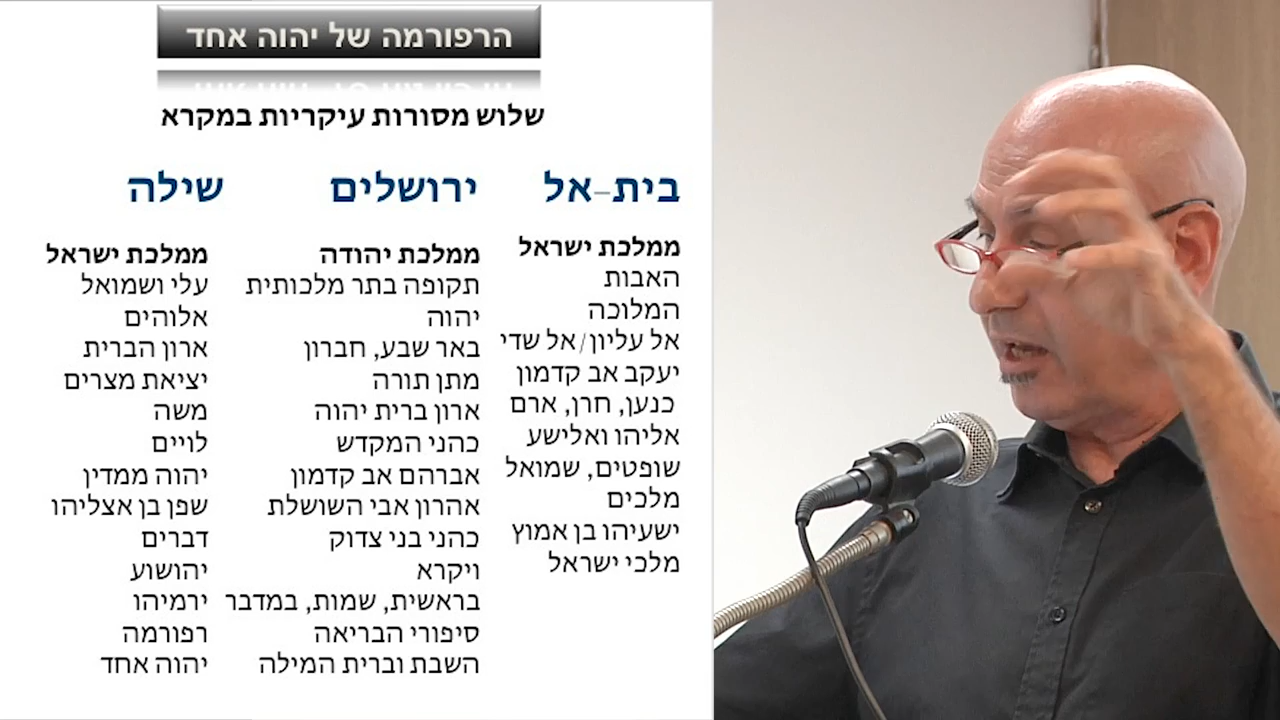 הרפורמה של יהוה אחד
שלוש מסורות עיקריות במקרא
בית-אל
ממלכת ישראל
האבות
המלוכה
אל עליון/אל שדי
יעקב אב קדמון
כנען, חרן, ארם
אליהו ואלישע
שופטים, שמואל
מלכים
ישעיהו בן אמוץ
מלכי ישראל
ירושלים
ממלכת יהודה
תקופה בתר מלכותית
יהוה
באר שבע, חברון
מתן תורה
ארון ברית יהוה
כהני המקדש
אברהם אב קדמון
אהרון אבי השושלת
כהני בני צדוק
ויקרא
בראשית, שמות, במדבר
סיפורי הבריאה
השבת וברית המילה
שילה
ממלכת ישראל
עלי ושמואל
אלוהים
ארון הברית
יציאת מצרים
משה
לויים
יהוה ממדין
שפן בן אצליהו
דברים
יהושוע
ירמיהו
רפורמה
יהוה אחד